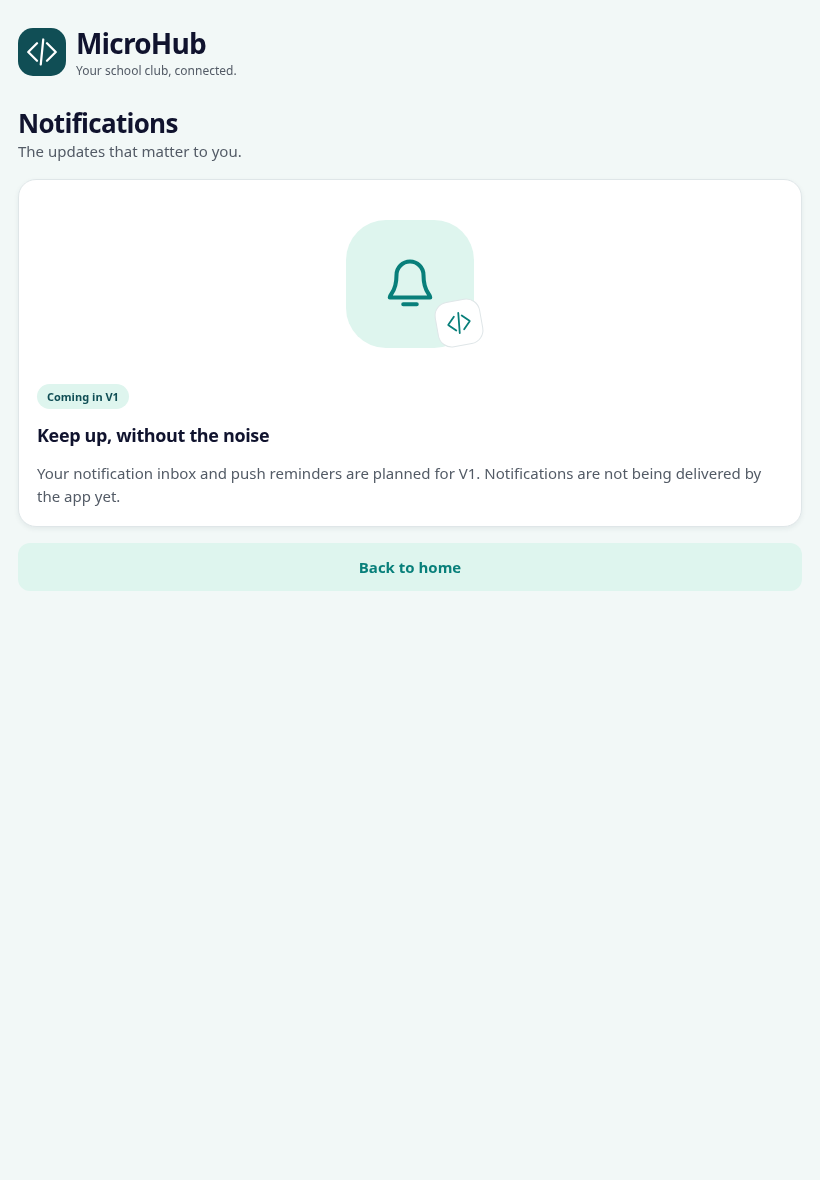 MicroHub
Your school club, connected.
Notifications
The updates that matter to you.
Coming in V1
Keep up, without the noise
Your notification inbox and push reminders are planned for V1. Notifications are not being delivered by
the app yet.
Back to home